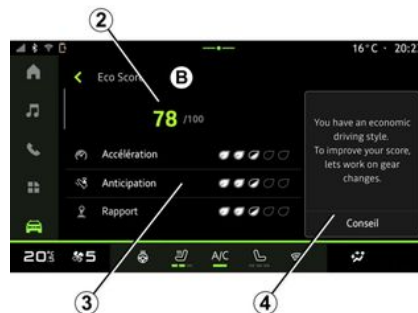 2
16°C · 20:2
Eco Score
B
78 /100
You have an economic
driving style.
To improve your score,
lets work on gear
changes.
Accélération
Anticipation
Rapport
Conseil
20 5 A/C
3
4